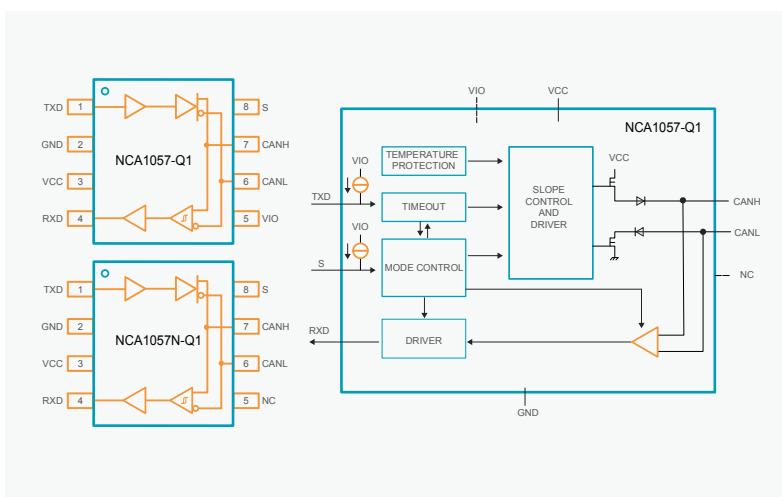 TXD 1
GND 2
VCC 3
RXD 4
NCA1057-Q1
8 S
7 CANH
6 CANL
5 VIO
TXD 1
GND 2
VCC 3
RXD 4
NCA1057N-Q1
8 S
7 CANH
6 CANL
5 NC
VIO
VCC
NCA1057-Q1
VIO
TEMPERATURE
PROTECTION
VCC
TXD
TIMEOUT
SLOPE
CONTROL
AND
DRIVER
CANH
VIO
CANL
S
MODE CONTROL
NC
RXD
DRIVER
GND